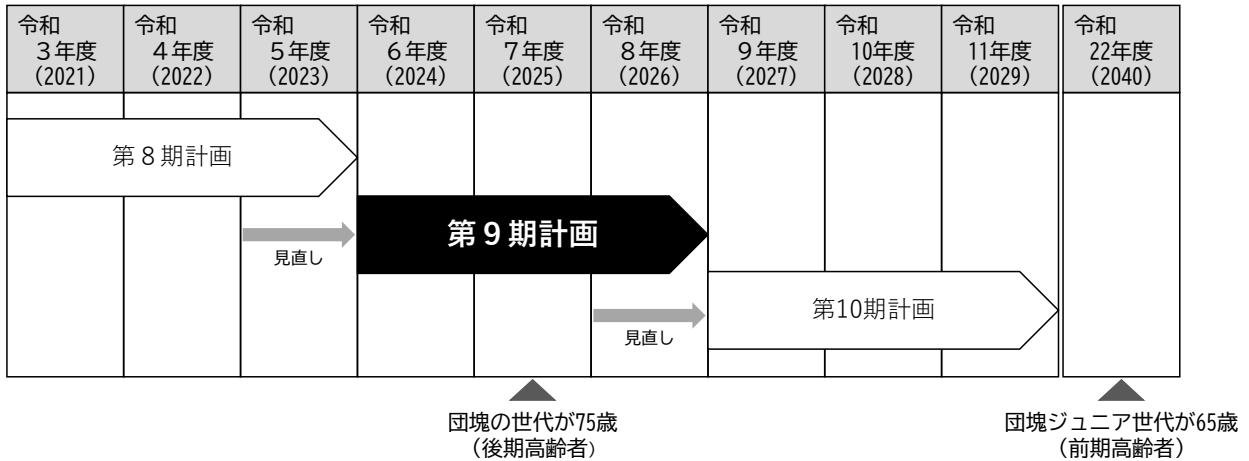 令和
３年度
（2021）
令和
４年度
（2022）
令和
５年度
（2023）
令和
６年度
（2024）
令和
７年度
（2025）
令和
８年度
（2026）
令和
９年度
（2027）
令和
10年度
（2028）
令和
11年度
（2029）
令和
22年度
（2040）
第８期計画
第９期計画
見直し
第10期計画
見直し
団塊の世代が75歳
（後期高齢者）
団塊ジュニア世代が65歳
（前期高齢者）